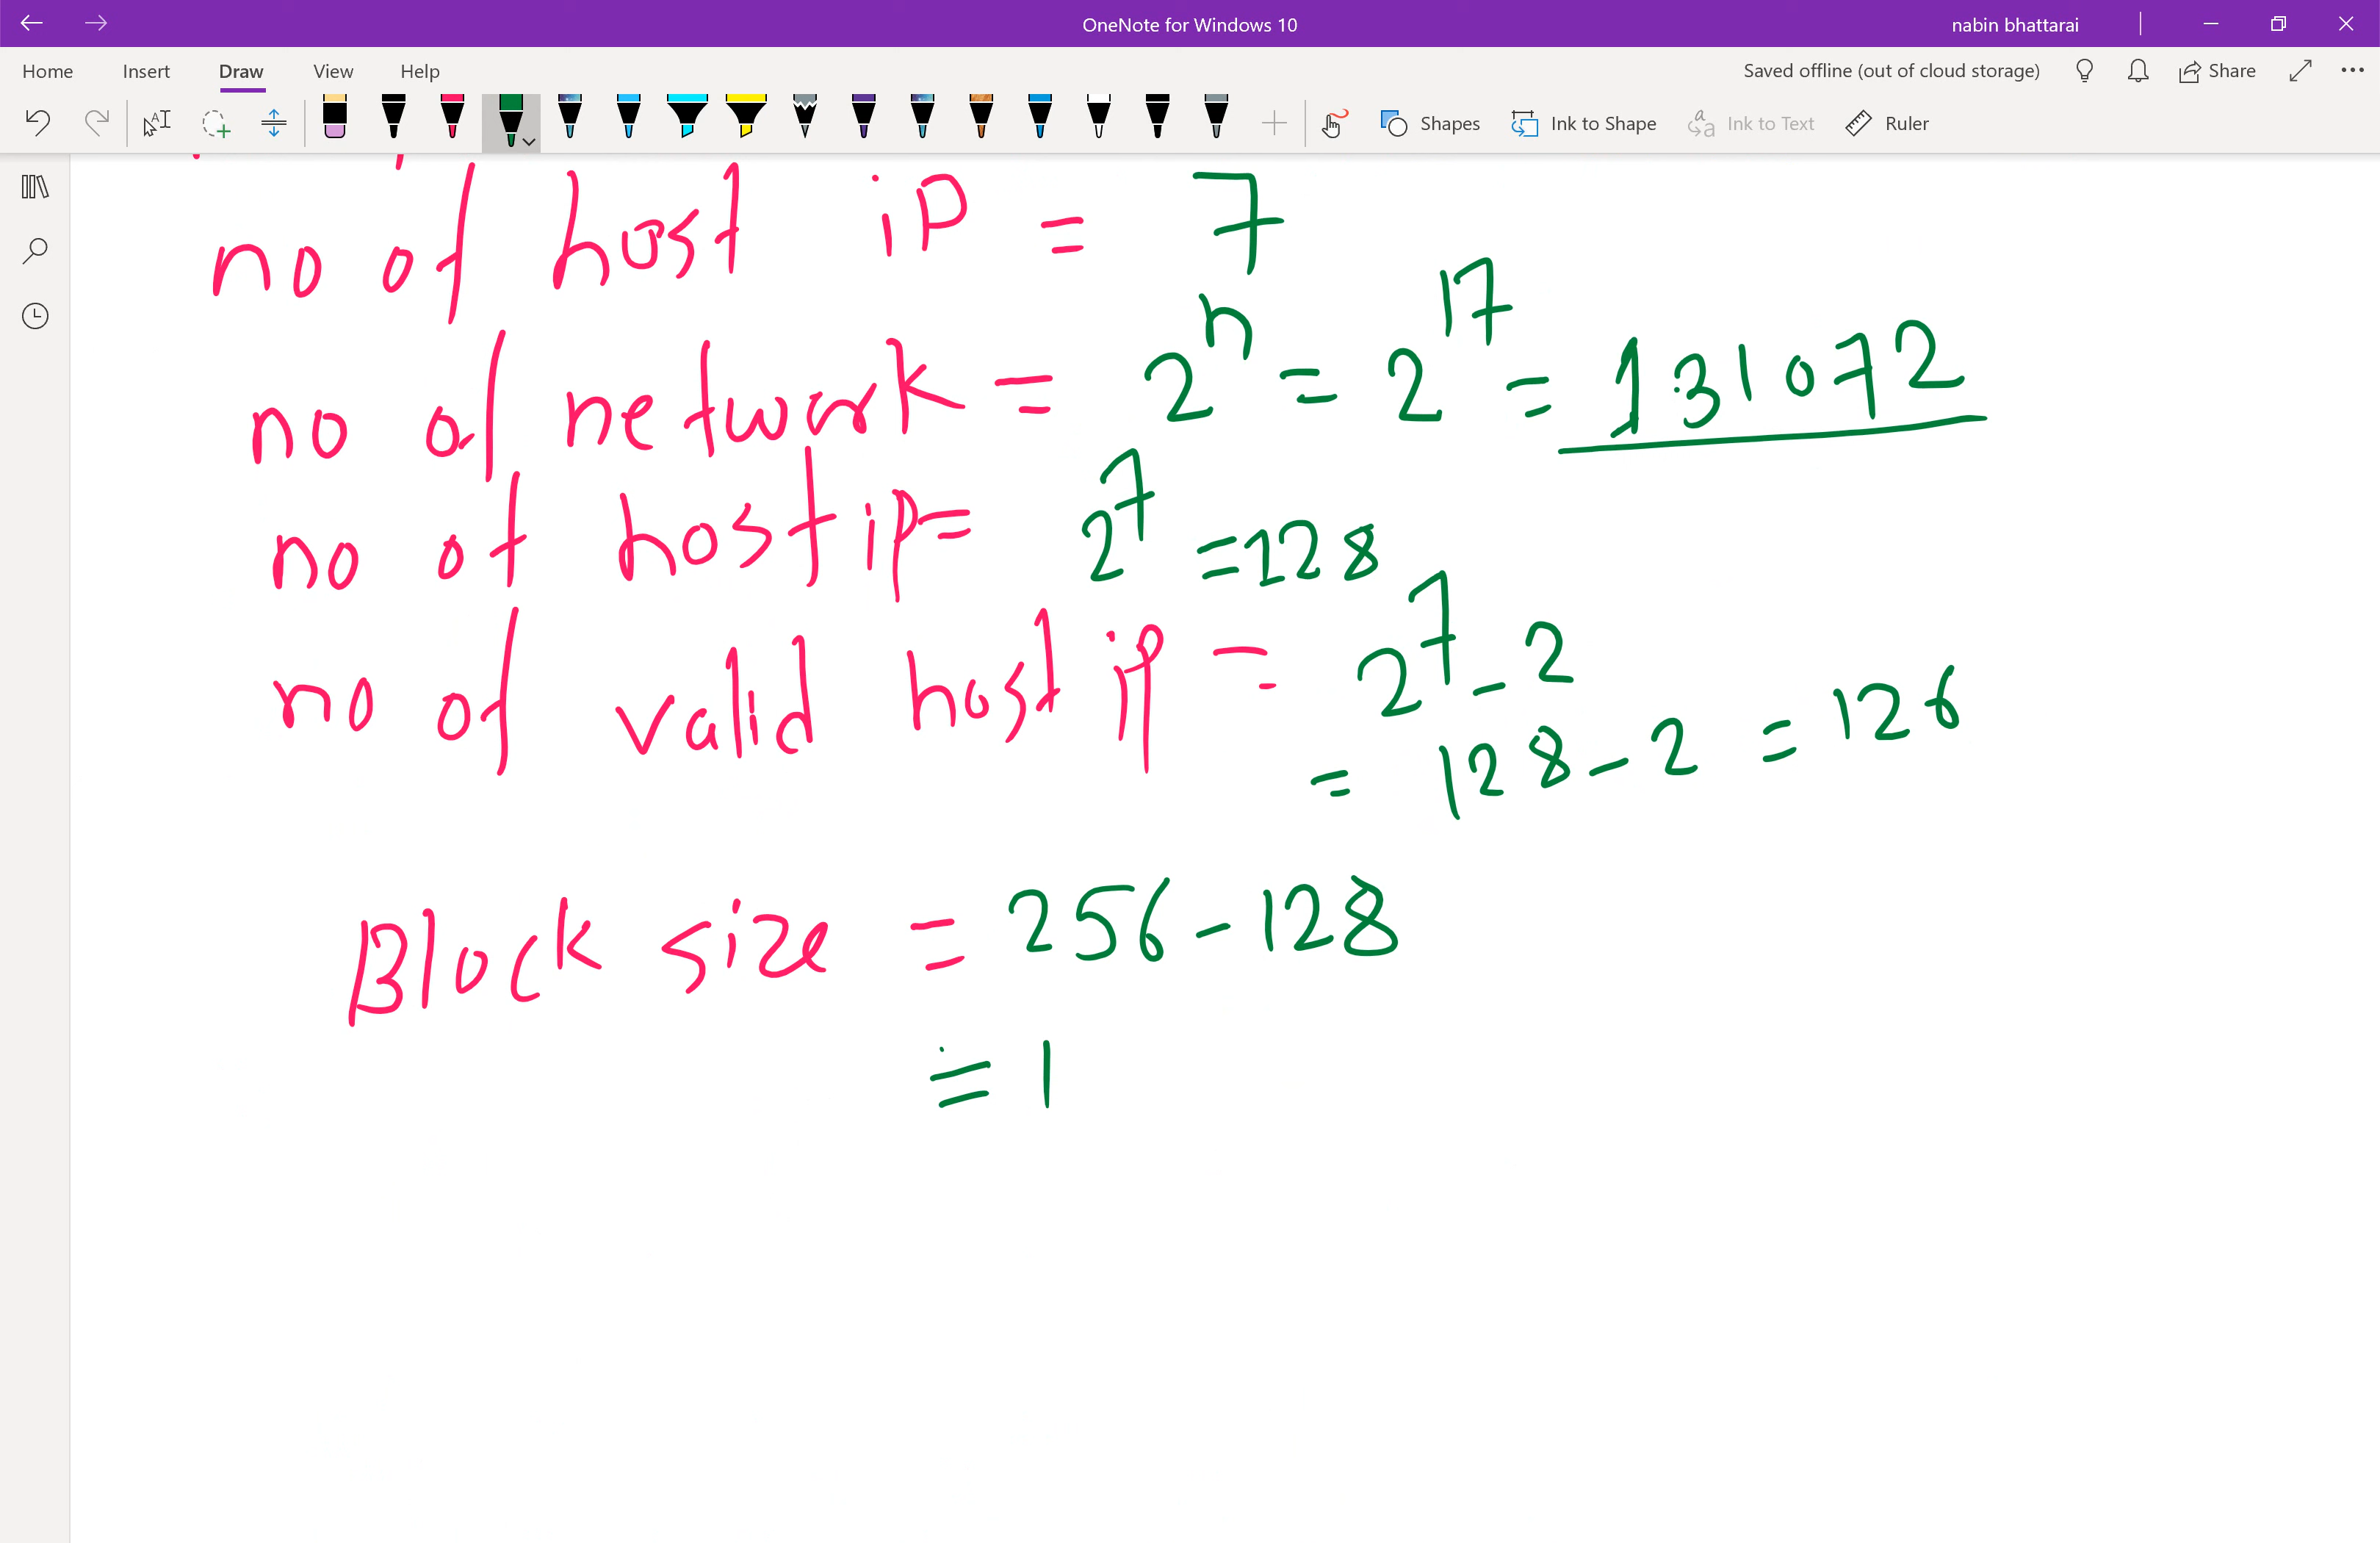 OneNote for Windows 10
nabin bhattarai
Home Insert Draw View Help
Saved offline (out of cloud storage)
Share
Shapes Ink to Shape Ink to Text Ruler
no of host iP = 7
no of network = 2^n = 2^17 = 131072
no of host iP = 2^7 = 128
no of valid host iP = 2^7 - 2
= 128 - 2 = 126
Block size = 256 - 128
= 1